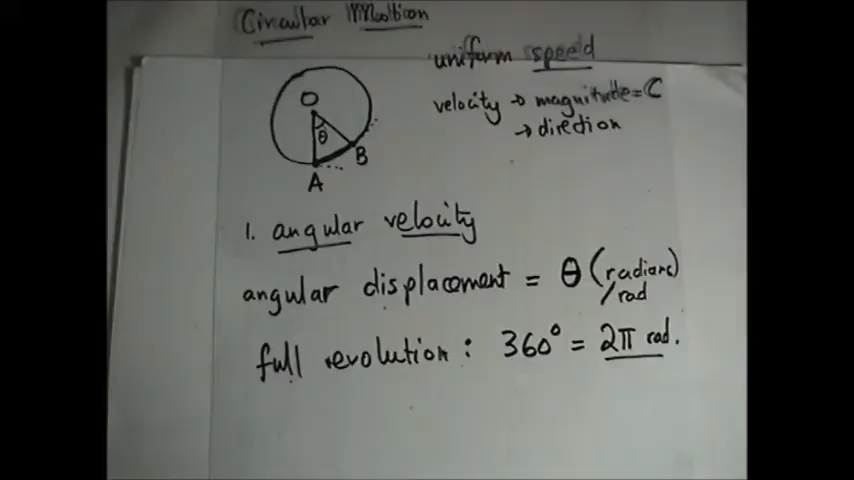 Circular Motion
uniform speed
velocity → magnitude = C
→ direction
O
θ
B
A
1. angular velocity
angular displacement = θ (radians)
/rad
full revolution : 360° = 2π rad.